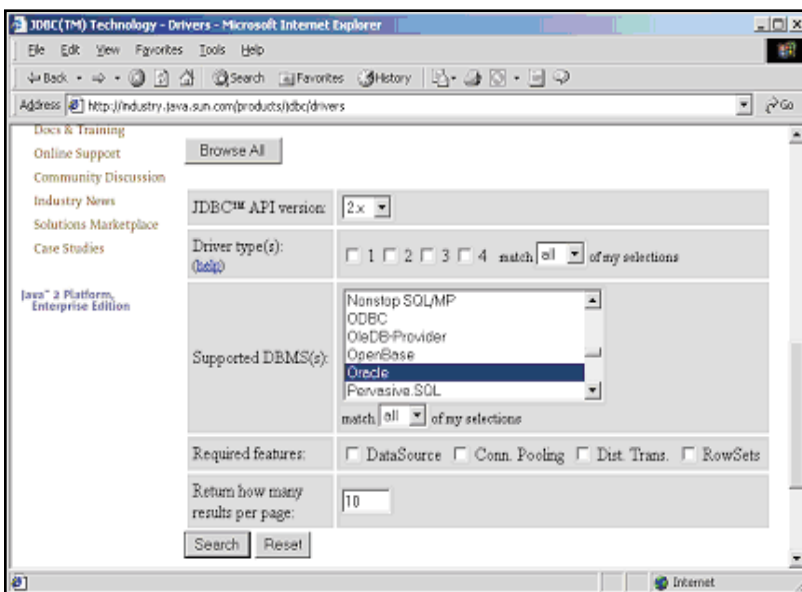 JDBC(TM) Technology - Drivers - Microsoft Internet Explorer
File Edit View Favorites Tools Help
Back Search Favorites History
Address http://industry.java.sun.com/products/jdbc/drivers Go
Docs & Training
Online Support
Community Discussion
Industry News
Solutions Marketplace
Case Studies
Java™ 2 Platform,
Enterprise Edition
Browse All
JDBC™ API version: 2.x
Driver type(s): 1 2 3 4 match all of my selections
(help)
Supported DBMS(s):
Nonstop SQL/MP
ODBC
OleDB-Provider
OpenBase
Oracle
Pervasive.SQL
match all of my selections
Required features: DataSource Conn. Pooling Dist. Trans. RowSets
Return how many
results per page: 10
Search Reset
Internet